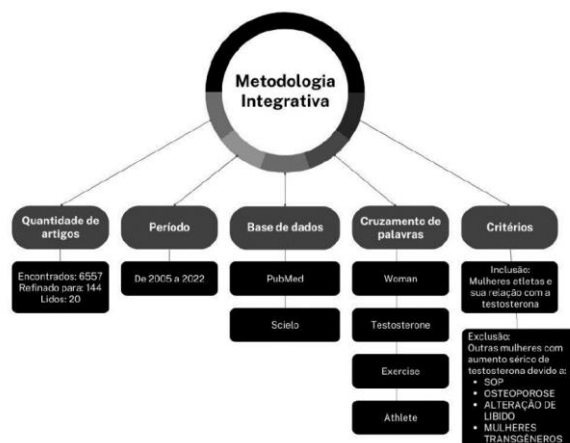 Metodologia
Integrativa
Quantidade de
artigos
Encontrados: 6557
Refinado para: 144
Lidos: 20
Período
De 2005 a 2022
Base de dados
PubMed
Scielo
Cruzamento de
palavras
Woman
Testosterone
Exercise
Athlete
Critérios
Inclusão:
Mulheres atletas e
sua relação com a
testosterona
Exclusão:
Outras mulheres com
aumento sérico de
testosterona devido a:
• SOP
• OSTEOPOROSE
• ALTERAÇÃO DE
LIBIDO
• MULHERES
TRANSGÊNEROS